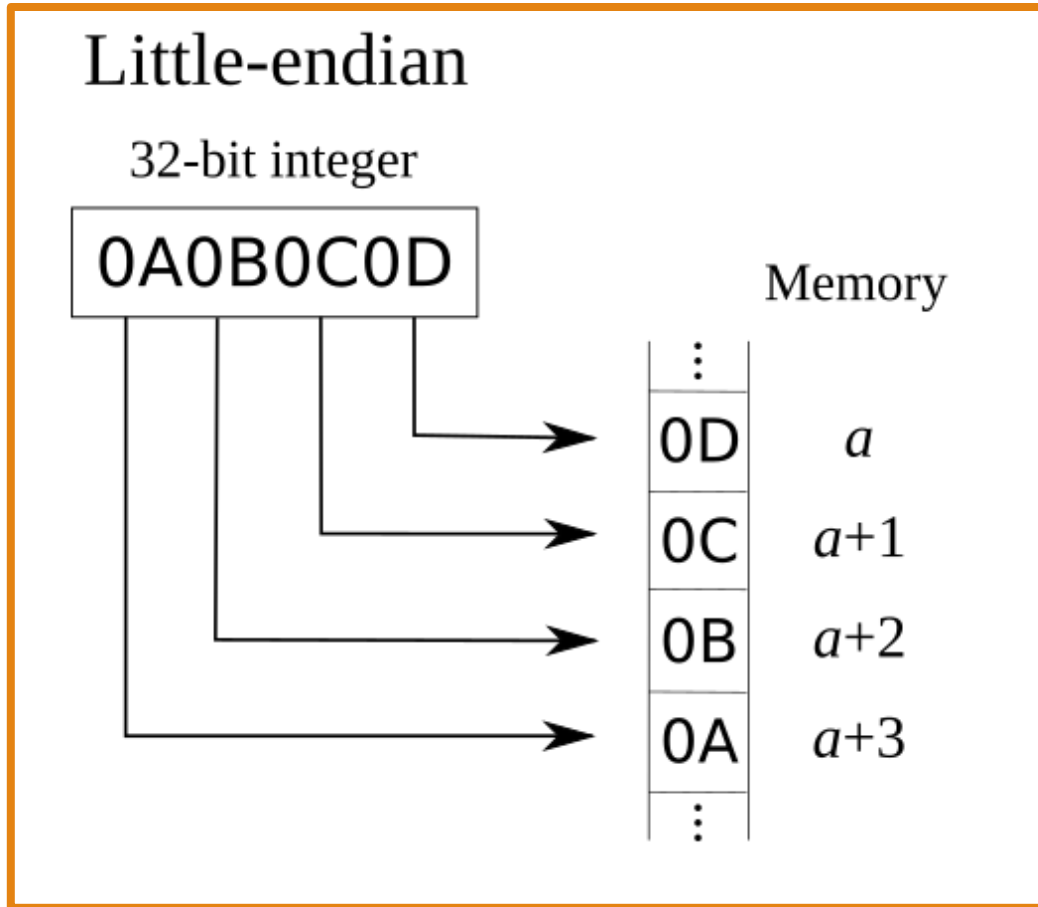 Little-endian
32-bit integer
0A0B0C0D
Memory
⋮
0D a
0C a+1
0B a+2
0A a+3
⋮